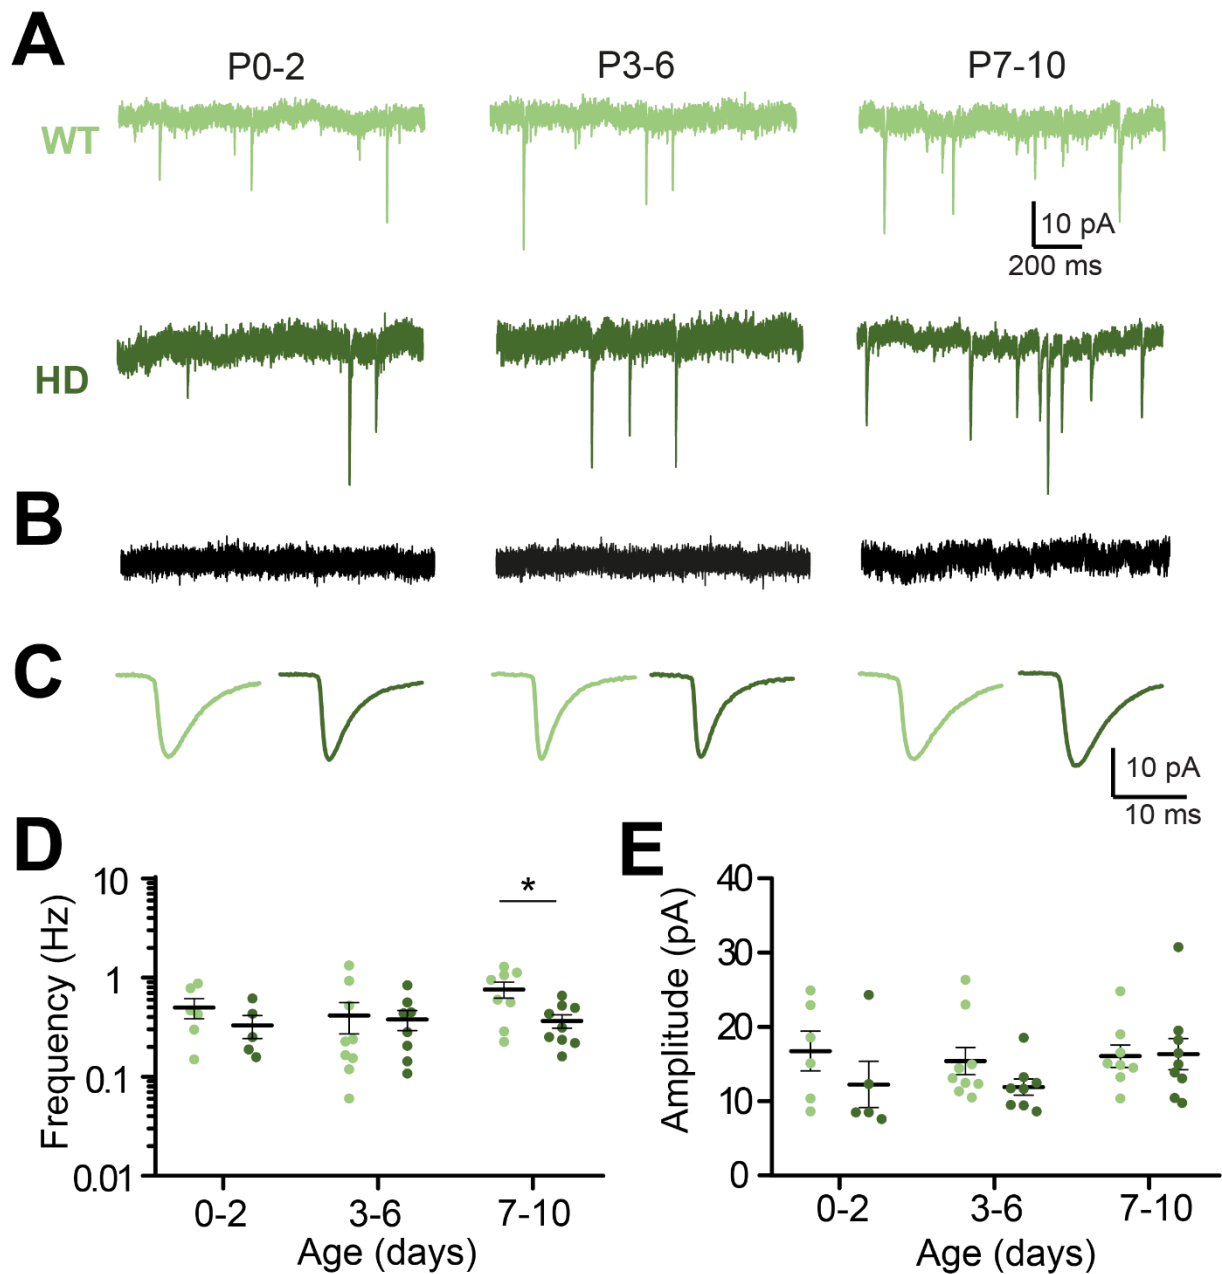 A
P0-2
P3-6
P7-10
WT
10 pA
200 ms
HD
B
C
10 pA
10 ms
D
E
Frequency (Hz)
10
1
0.1
0.01
*
0-2
3-6
7-10
Age (days)
Amplitude (pA)
40
30
20
10
0
0-2
3-6
7-10
Age (days)